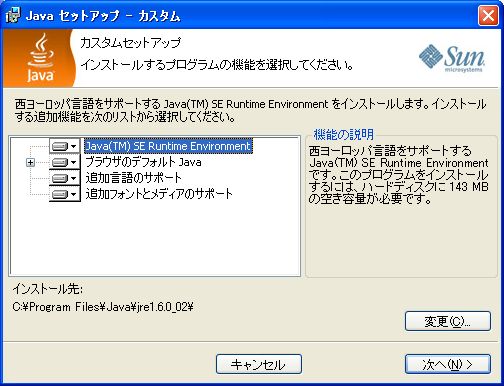 Java セットアップ - カスタム
カスタムセットアップ
インストールするプログラムの機能を選択してください。
Java
Sun
microsystems
西ヨーロッパ言語をサポートする Java(TM) SE Runtime Environment をインストールします。インストール
する追加機能を次のリストから選択してください。
Java(TM) SE Runtime Environment
ブラウザのデフォルト Java
追加言語のサポート
追加フォントとメディアのサポート
機能の説明
西ヨーロッパ言語をサポートする
Java(TM) SE Runtime Environment
です。このプログラムをインストール
するには、ハードディスクに 143 MB
の空き容量が必要です。
インストール先:
C:¥Program Files¥Java¥jre1.6.0_02¥
変更(C)...
キャンセル
次へ(N) >